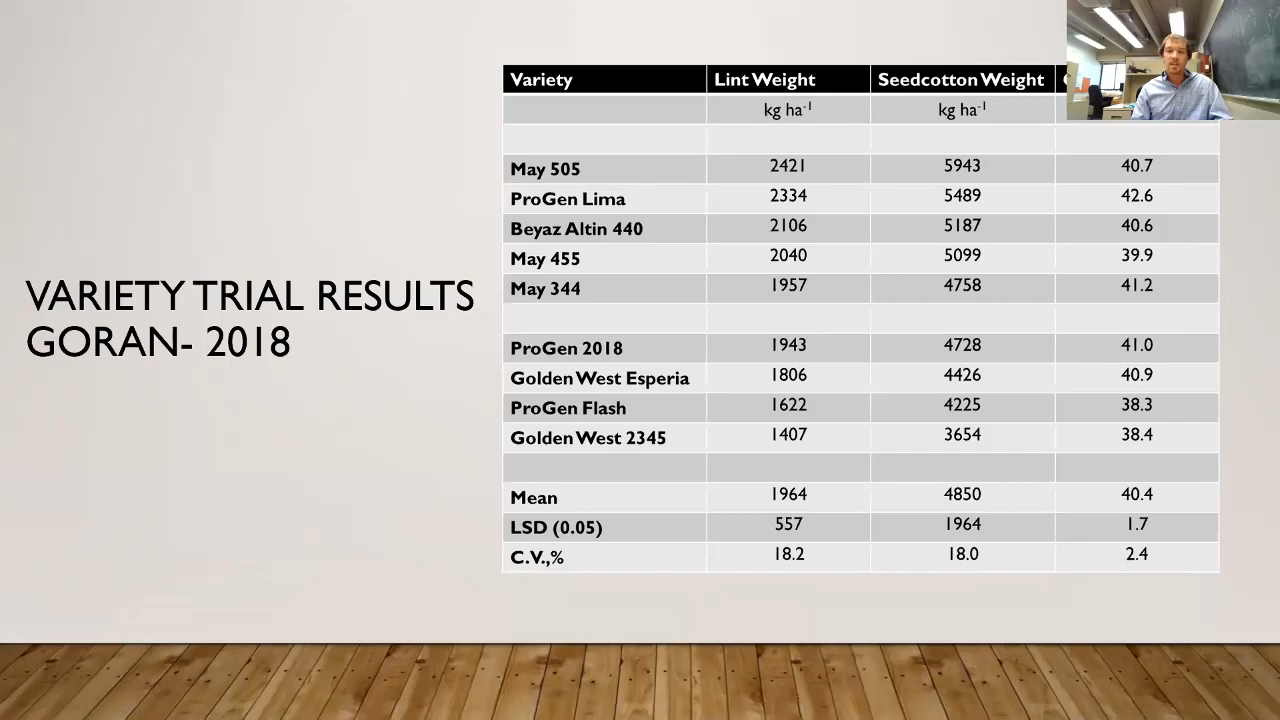 VARIETY TRIAL RESULTS
GORAN- 2018
Variety Lint Weight Seedcotton Weight
kg ha-1 kg ha-1
May 505 2421 5943 40.7
ProGen Lima 2334 5489 42.6
Beyaz Altin 440 2106 5187 40.6
May 455 2040 5099 39.9
May 344 1957 4758 41.2
ProGen 2018 1943 4728 41.0
Golden West Esperia 1806 4426 40.9
ProGen Flash 1622 4225 38.3
Golden West 2345 1407 3654 38.4
Mean 1964 4850 40.4
LSD (0.05) 557 1964 1.7
C.V.,% 18.2 18.0 2.4